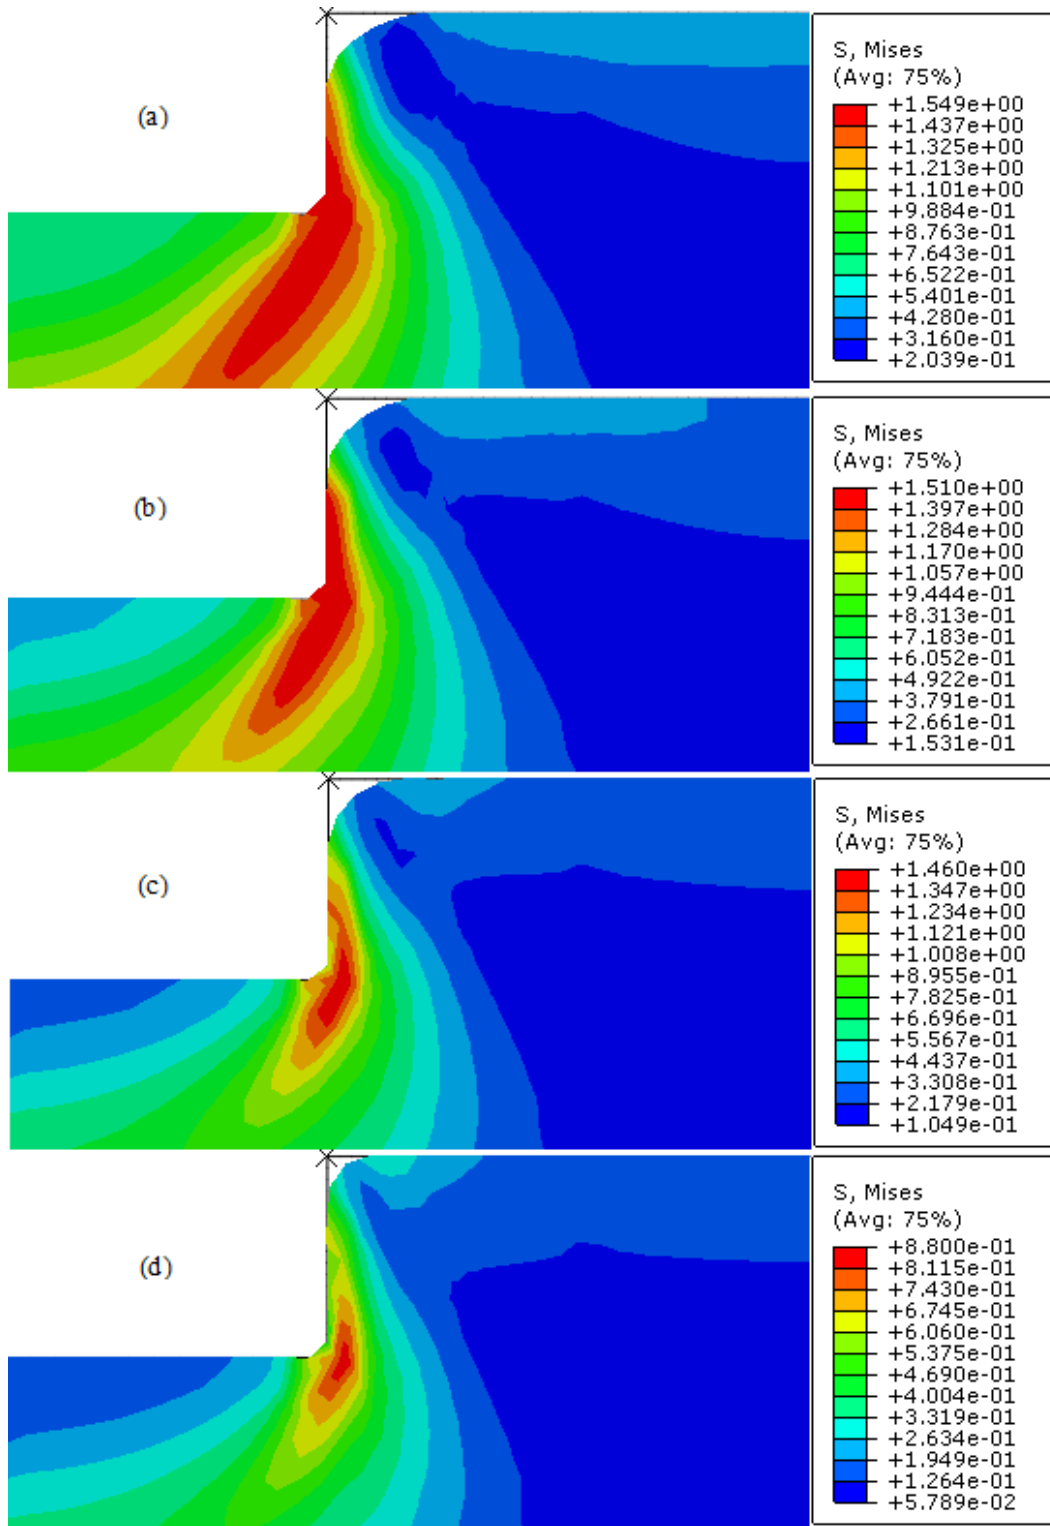 (a)
S, Mises
(Avg: 75%)
+1.549e+00
+1.437e+00
+1.325e+00
+1.213e+00
+1.101e+00
+9.884e-01
+8.763e-01
+7.643e-01
+6.522e-01
+5.401e-01
+4.280e-01
+3.160e-01
+2.039e-01
(b)
S, Mises
(Avg: 75%)
+1.510e+00
+1.397e+00
+1.284e+00
+1.170e+00
+1.057e+00
+9.444e-01
+8.313e-01
+7.183e-01
+6.052e-01
+4.922e-01
+3.791e-01
+2.661e-01
+1.531e-01
(c)
S, Mises
(Avg: 75%)
+1.460e+00
+1.347e+00
+1.234e+00
+1.121e+00
+1.008e+00
+8.955e-01
+7.825e-01
+6.696e-01
+5.567e-01
+4.437e-01
+3.308e-01
+2.179e-01
+1.049e-01
(d)
S, Mises
(Avg: 75%)
+8.800e-01
+8.115e-01
+7.430e-01
+6.745e-01
+6.060e-01
+5.375e-01
+4.690e-01
+4.004e-01
+3.319e-01
+2.634e-01
+1.949e-01
+1.264e-01
+5.789e-02